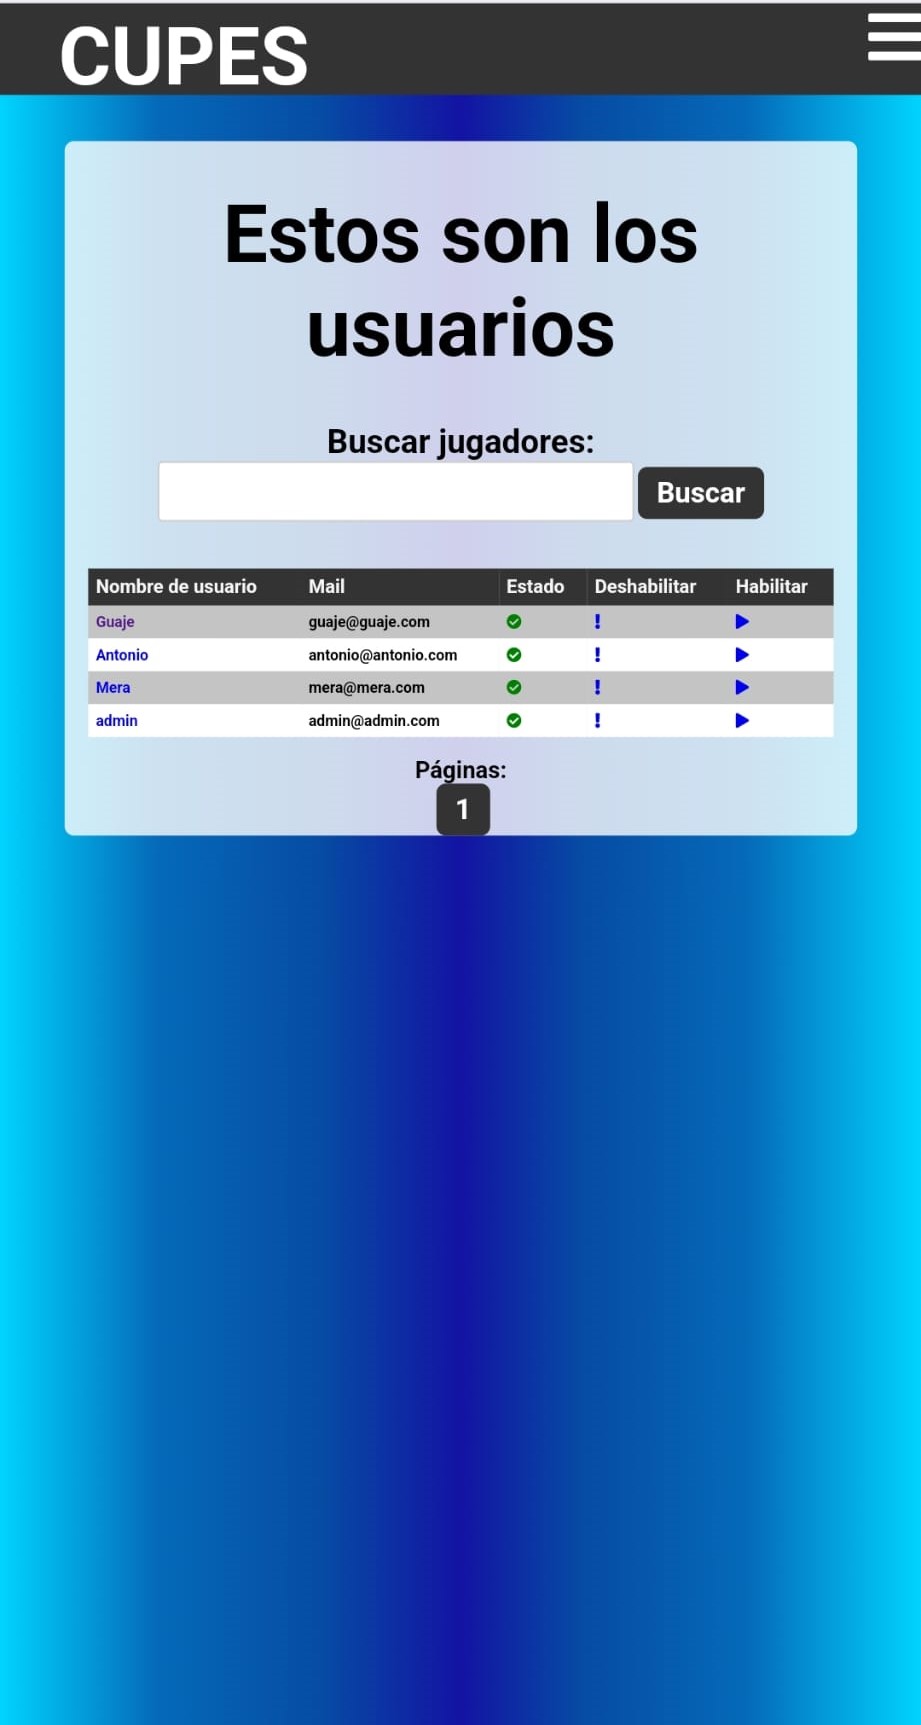 CUPES
Estos son los
usuarios
Buscar jugadores:
Buscar
Nombre de usuario Mail Estado Deshabilitar Habilitar
Guaje guaje@guaje.com
Antonio antonio@antonio.com
Mera mera@mera.com
admin admin@admin.com
Páginas:
1